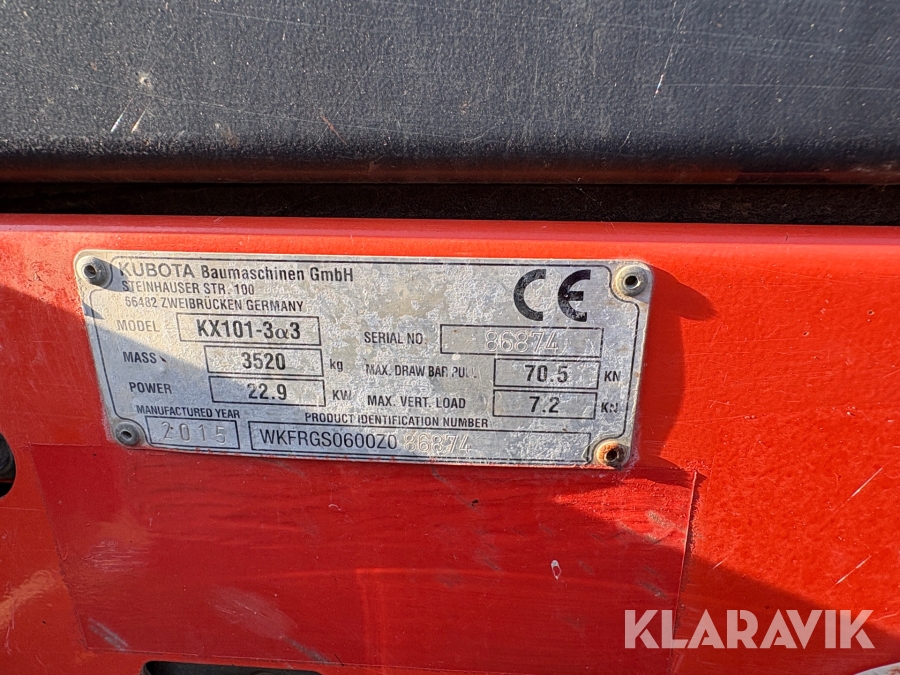 KUBOTA Baumaschinen GmbH
STEINHAUSER STR. 100
66482 ZWEIBRÜCKEN GERMANY
CE
MODEL KX101-3α3
SERIAL NO. 86874
MASS 3520 kg
MAX. DRAW BAR PULL 70.5 KN
POWER 22.9 KW
MAX. VERT. LOAD 7.2 KN
MANUFACTURED YEAR 2015
PRODUCT IDENTIFICATION NUMBER
WKFRGS0600Z086874
KLARAVIK